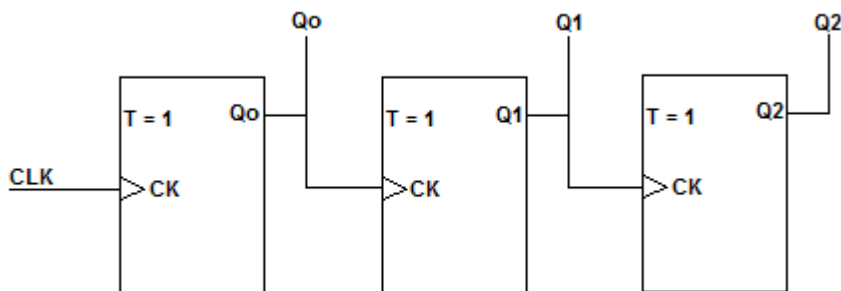 Qo Q1 Q2
T = 1 Qo T = 1 Q1 T = 1 Q2
CLK CK CK CK